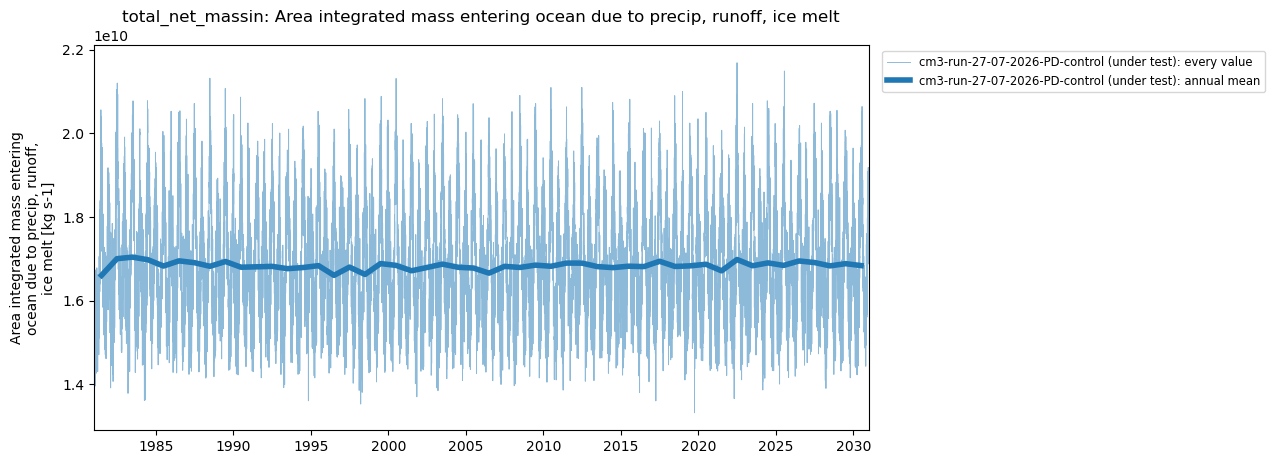 total_net_massin: Area integrated mass entering ocean due to precip, runoff, ice melt
1e10
2.2
2.0
1.8
1.6
1.4
Area integrated mass entering
ocean due to precip, runoff,
ice melt [kg s-1]
1985 1990 1995 2000 2005 2010 2015 2020 2025 2030
cm3-run-27-07-2026-PD-control (under test): every value
cm3-run-27-07-2026-PD-control (under test): annual mean